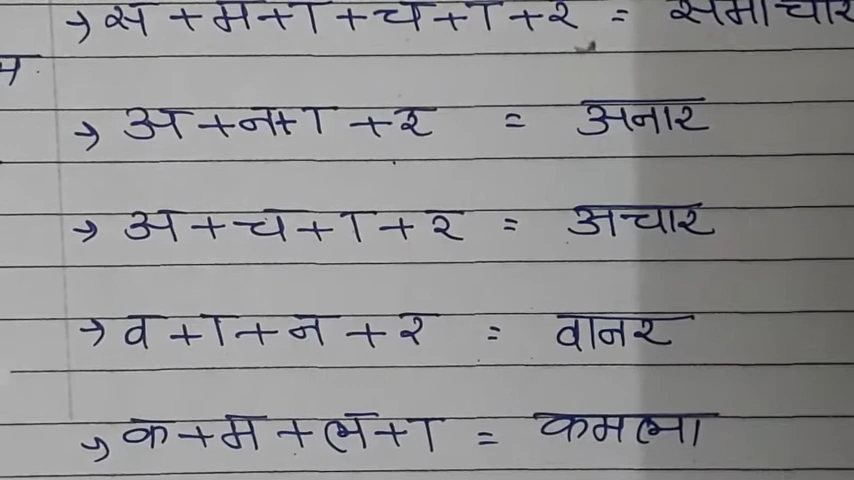 → स + म + ा + च + ा + र = समाचार
→ अ + न + ा + र = अनार
→ अ + च + ा + र = अचार
→ व + ा + न + र = वानर
→ क + म + ल + ा = कमला